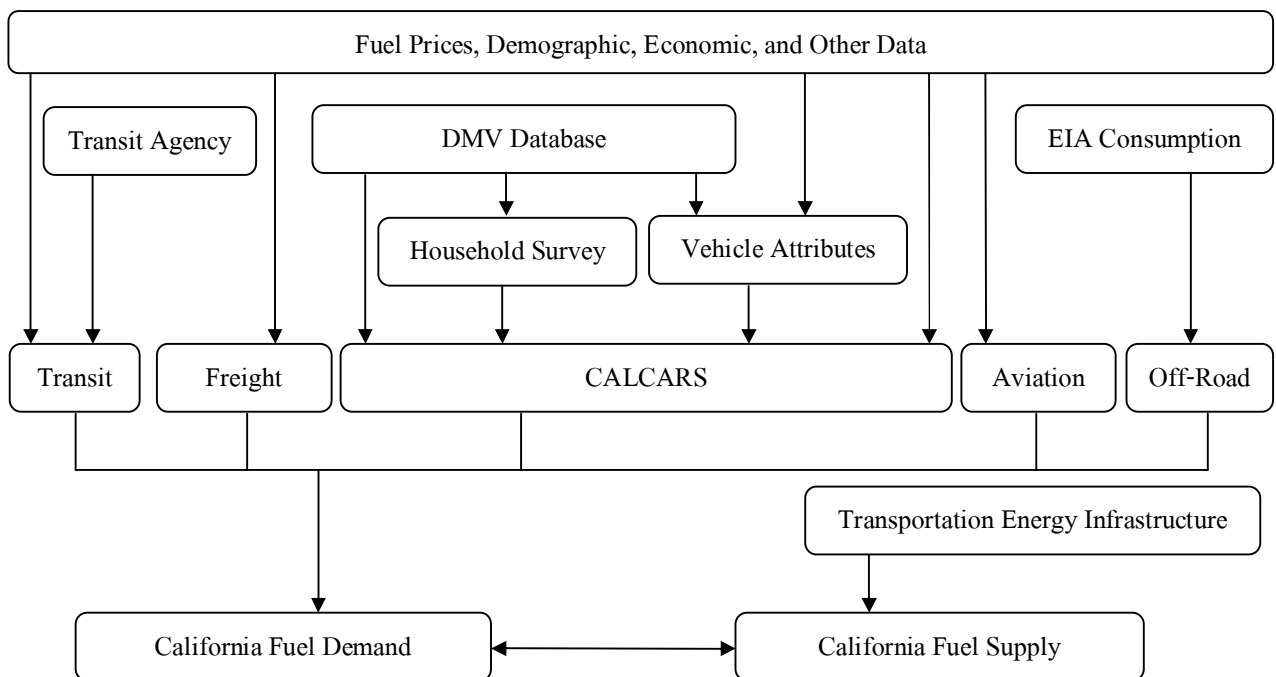 Fuel Prices, Demographic, Economic, and Other Data
Transit Agency
DMV Database
EIA Consumption
Household Survey
Vehicle Attributes
Transit
Freight
CALCARS
Aviation
Off-Road
Transportation Energy Infrastructure
California Fuel Demand
California Fuel Supply